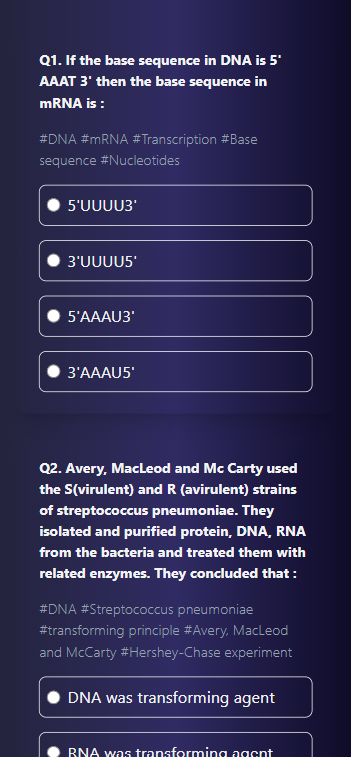 Q1. If the base sequence in DNA is 5'
AAAT 3' then the base sequence in
mRNA is :
#DNA #mRNA #Transcription #Base
sequence #Nucleotides
5'UUUU3'
3'UUUU5'
5'AAAU3'
3'AAAU5'
Q2. Avery, MacLeod and Mc Carty used
the S(virulent) and R (avirulent) strains
of streptococcus pneumoniae. They
isolated and purified protein, DNA, RNA
from the bacteria and treated them with
related enzymes. They concluded that :
#DNA #Streptococcus pneumoniae
#transforming principle #Avery, MacLeod
and McCarty #Hershey-Chase experiment
DNA was transforming agent
RNA was transforming agent